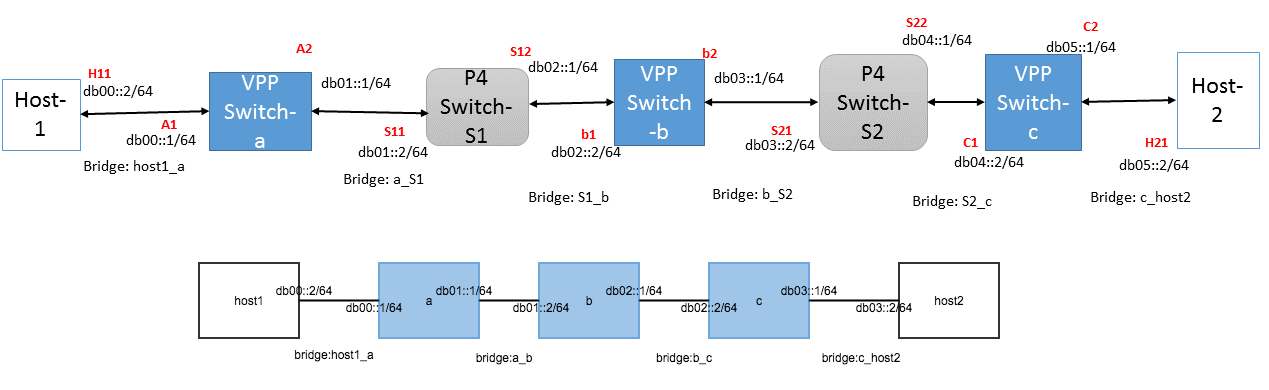 S22
C2
db04::1/64
A2
S12
b2
db05::1/64
H11
db00::2/64
db01::1/64
db02::1/64
db03::1/64
Host-
1
VPP
Switch-
a
P4
Switch-
S1
VPP
Switch
-b
P4
Switch-
S2
VPP
Switch-
c
Host-
2
A1
db00::1/64
S11
db01::2/64
b1
db02::2/64
S21
db03::2/64
C1
db04::2/64
H21
db05::2/64
Bridge: host1_a
Bridge: a_S1
Bridge: S1_b
Bridge: b_S2
Bridge: S2_c
Bridge: c_host2
host1
db00::2/64
db00::1/64
a
db01::1/64
db01::2/64
b
db02::1/64
db02::2/64
c
db03::1/64
db03::2/64
host2
bridge:host1_a
bridge:a_b
bridge:b_c
bridge:c_host2